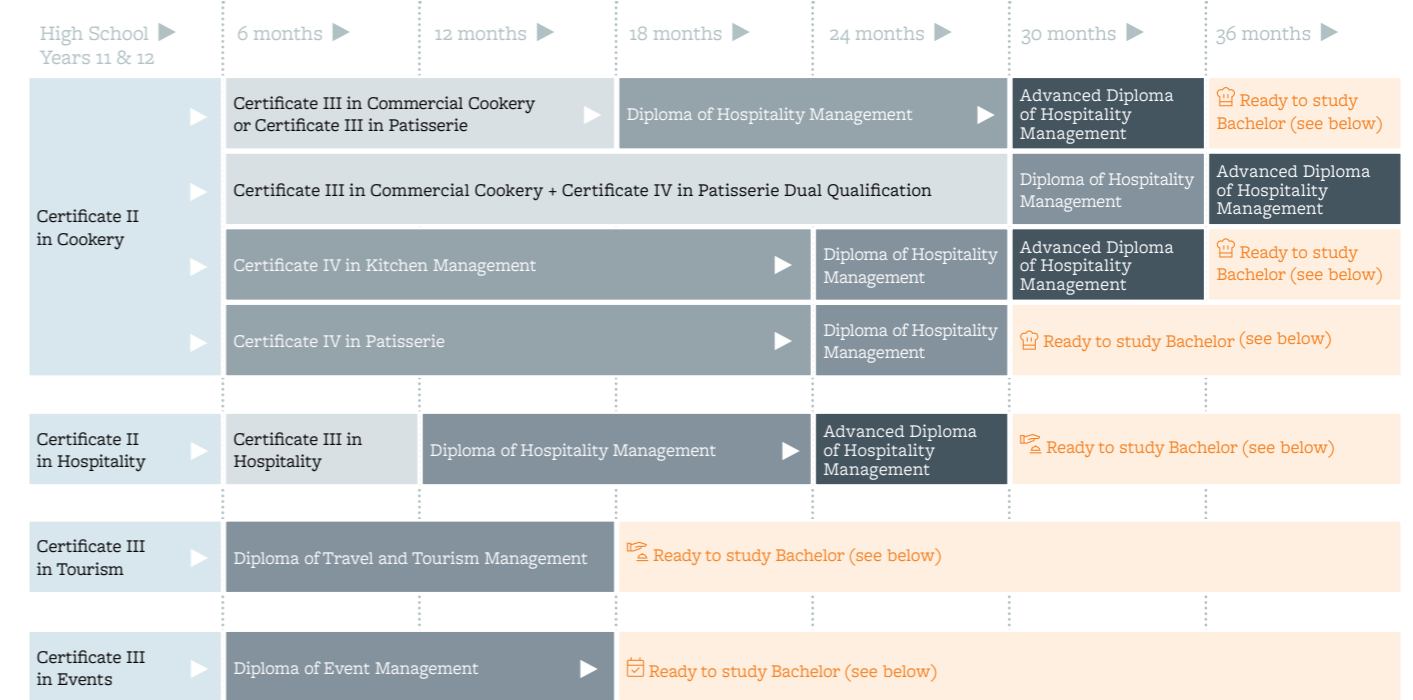 High School
Years 11 & 12
6 months
12 months
18 months
24 months
30 months
36 months
Certificate II
in Cookery
Certificate III in Commercial Cookery
or Certificate III in Patisserie
Diploma of Hospitality Management
Advanced Diploma
of Hospitality
Management
Ready to study
Bachelor (see below)
Certificate III in Commercial Cookery + Certificate IV in Patisserie Dual Qualification
Diploma of Hospitality
Management
Advanced Diploma
of Hospitality
Management
Certificate IV in Kitchen Management
Diploma of Hospitality
Management
Advanced Diploma
of Hospitality
Management
Ready to study
Bachelor (see below)
Certificate IV in Patisserie
Diploma of Hospitality
Management
Ready to study Bachelor (see below)
Certificate II
in Hospitality
Certificate III in
Hospitality
Diploma of Hospitality Management
Advanced Diploma
of Hospitality
Management
Ready to study Bachelor (see below)
Certificate III
in Tourism
Diploma of Travel and Tourism Management
Ready to study Bachelor (see below)
Certificate III
in Events
Diploma of Event Management
Ready to study Bachelor (see below)